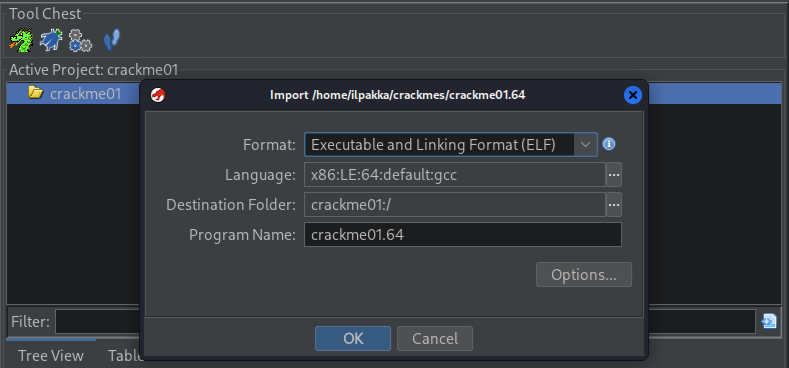 Tool Chest
Active Project: crackme01
crackme01
Import /home/ilpakka/crackmes/crackme01.64
Format: Executable and Linking Format (ELF)
Language: x86:LE:64:default:gcc ...
Destination Folder: crackme01:/ ...
Program Name: crackme01.64
Options...
Filter:
OK Cancel
Tree View Table